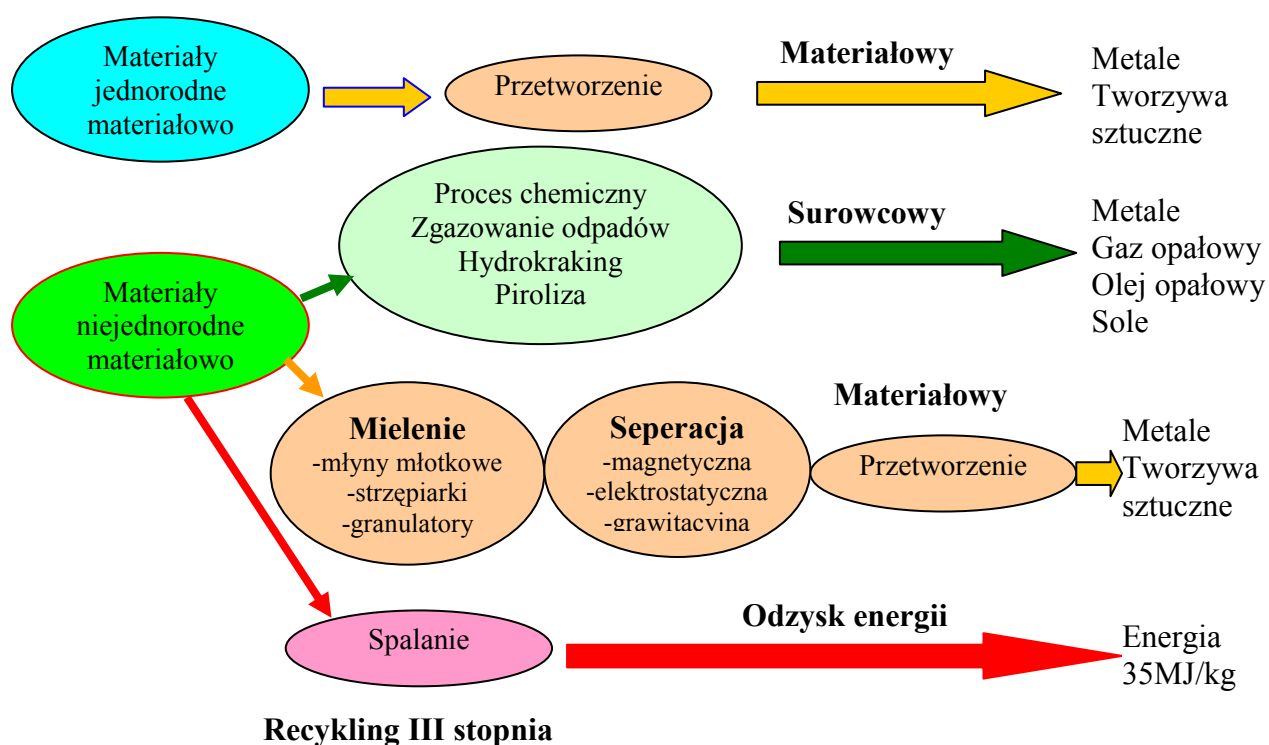 Materiały
jednorodne
materiałowo
Przetworzenie
Materiałowy
Metale
Tworzywa
sztuczne
Proces chemiczny
Zgazowanie odpadów
Hydrokraking
Piroliza
Surowcowy
Metale
Gaz opałowy
Olej opałowy
Sole
Materiały
niejednorodne
materiałowo
Mielenie
-młyny młotkowe
-strzępiarki
-granulatory
Seperacja
-magnetyczna
-elektrostatyczna
-grawitacyjna
Materiałowy
Przetworzenie
Metale
Tworzywa
sztuczne
Spalanie
Odzysk energii
Energia
35MJ/kg
Recykling III stopnia